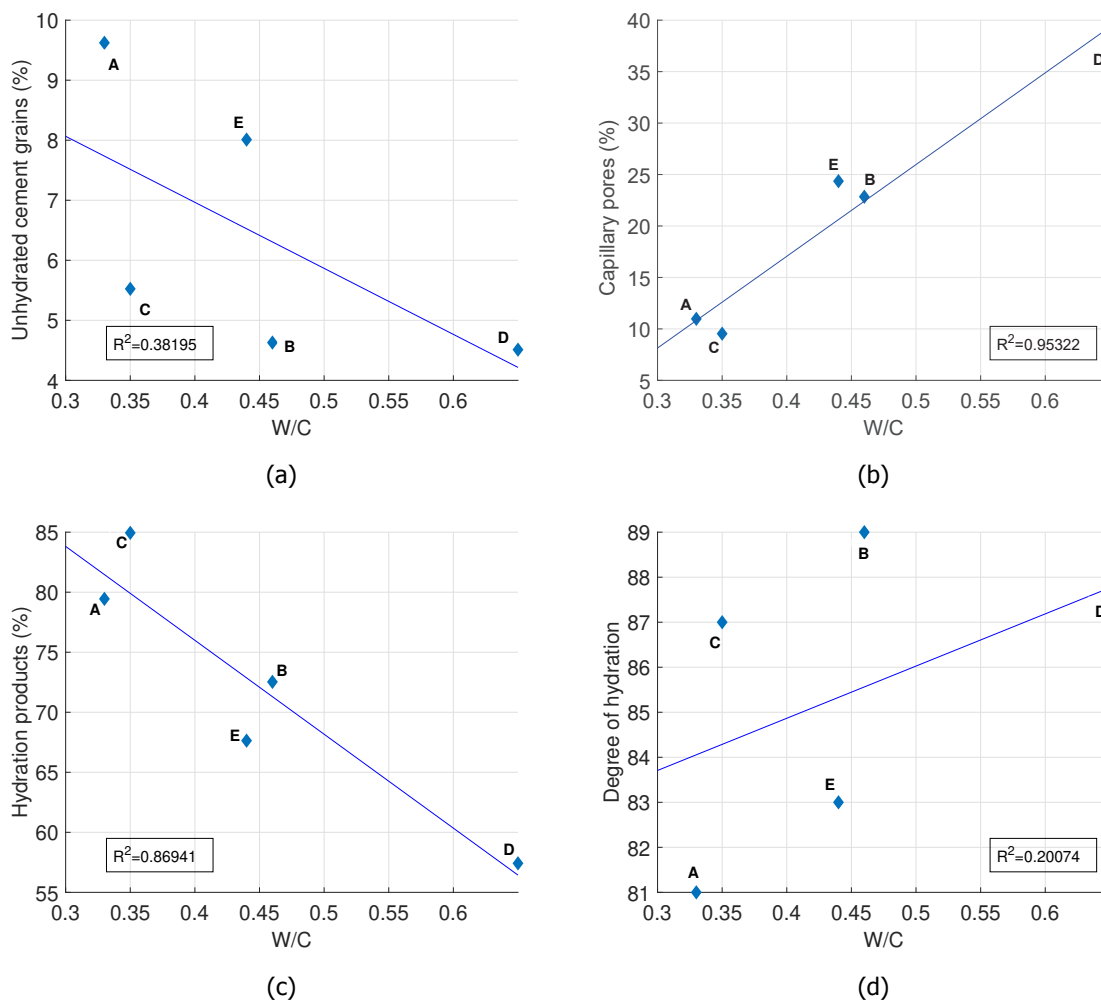 Unhydrated cement grains (%)
10
9
8
7
6
5
4
A
E
C
B
D
R²=0.38195
0.3 0.35 0.4 0.45 0.5 0.55 0.6
W/C
(a)
Capillary pores (%)
40
35
30
25
20
15
10
5
D
E
B
A
C
R²=0.95322
0.3 0.35 0.4 0.45 0.5 0.55 0.6
W/C
(b)
Hydration products (%)
85
80
75
70
65
60
55
C
A
B
E
D
R²=0.86941
0.3 0.35 0.4 0.45 0.5 0.55 0.6
W/C
(c)
Degree of hydration
89
88
87
86
85
84
83
82
81
B
C
D
E
A
R²=0.20074
0.3 0.35 0.4 0.45 0.5 0.55 0.6
W/C
(d)